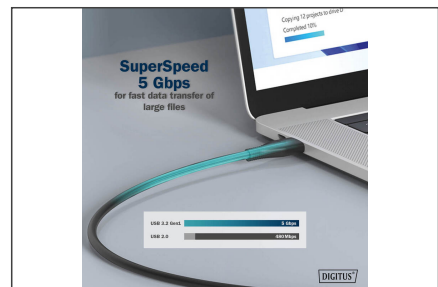 Copying 12 projects to drive D
Completed 10%
SuperSpeed
5 Gbps
for fast data transfer of
large files
USB 3.2 Gen1 5 Gbps
USB 2.0 480 Mbps
DIGITUS®